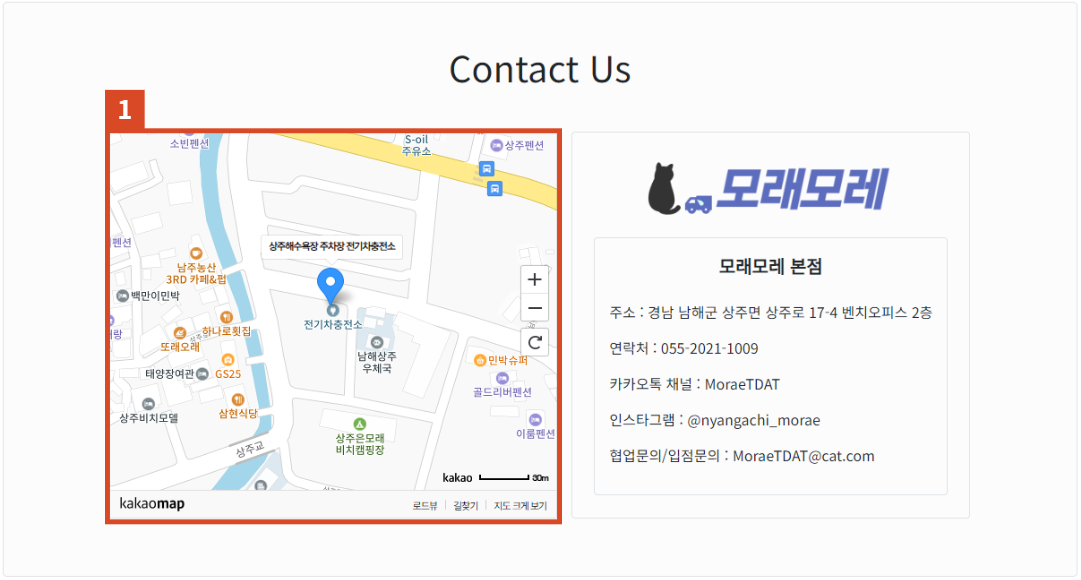 Contact Us
1
소빈펜션
S-oil
주유소
상주펜션
펜션
상주해수욕장 주차장 전기차충전소
남주농산
3RD 카페&펍
백만이민박
전기차충전소
하나로횟집
랑
또래오래
남해상주
우체국
민박슈퍼
태양장여관
GS25
골드리버펜션
상주비치모텔
삼현식당
이룸펜션
상주은모래
비치캠핑장
상주교
kakao 30m
kakaomap
로드뷰 길찾기 지도 크게 보기
모래모레
모래모레 본점
주소 : 경남 남해군 상주면 상주로 17-4 벤치오피스 2층
연락처 : 055-2021-1009
카카오톡 채널 : MoraeTDAT
인스타그램 : @nyangachi_morae
협업문의/입점문의 : MoraeTDAT@cat.com